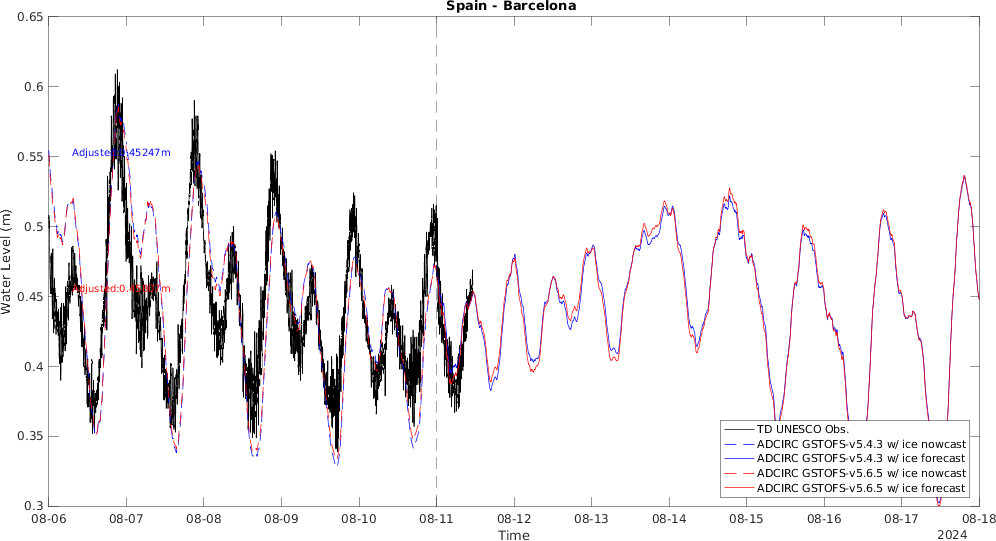 Spain - Barcelona
Water Level (m)
0.65
0.6
0.55
0.5
0.45
0.4
0.35
0.3
Adjusted:0.45247m
TD UNESCO Obs.
ADCIRC GSTOFS-v5.4.3 w/ ice nowcast
ADCIRC GSTOFS-v5.4.3 w/ ice forecast
ADCIRC GSTOFS-v5.6.5 w/ ice nowcast
ADCIRC GSTOFS-v5.6.5 w/ ice forecast
08-06 08-07 08-08 08-09 08-10 08-11 08-12 08-13 08-14 08-15 08-16 08-17 08-18
Time
2024